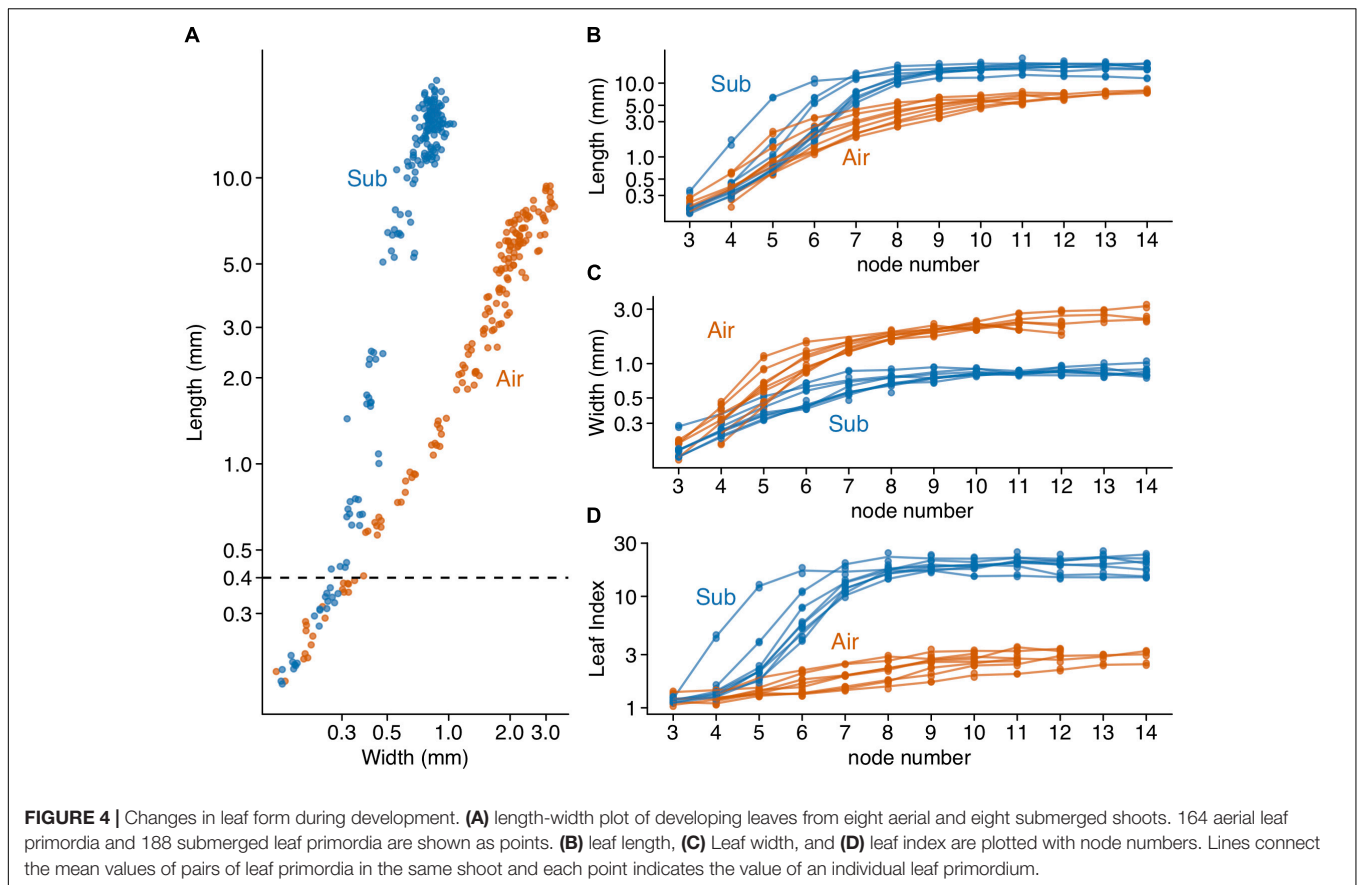 A
Length (mm)
10.0
5.0
3.0
2.0
1.0
0.5
0.4
0.3
Sub
Air
0.3 0.5 1.0 2.0 3.0
Width (mm)
B
Length (mm)
10.0
5.0
3.0
1.0
0.5
0.3
Sub
Air
3 4 5 6 7 8 9 10 11 12 13 14
node number
C
Width (mm)
3.0
1.0
0.5
0.3
Air
Sub
3 4 5 6 7 8 9 10 11 12 13 14
node number
D
Leaf Index
30
10
3
1
Sub
Air
3 4 5 6 7 8 9 10 11 12 13 14
node number
FIGURE 4 | Changes in leaf form during development. (A) length-width plot of developing leaves from eight aerial and eight submerged shoots. 164 aerial leaf
primordia and 188 submerged leaf primordia are shown as points. (B) leaf length, (C) Leaf width, and (D) leaf index are plotted with node numbers. Lines connect
the mean values of pairs of leaf primordia in the same shoot and each point indicates the value of an individual leaf primordium.